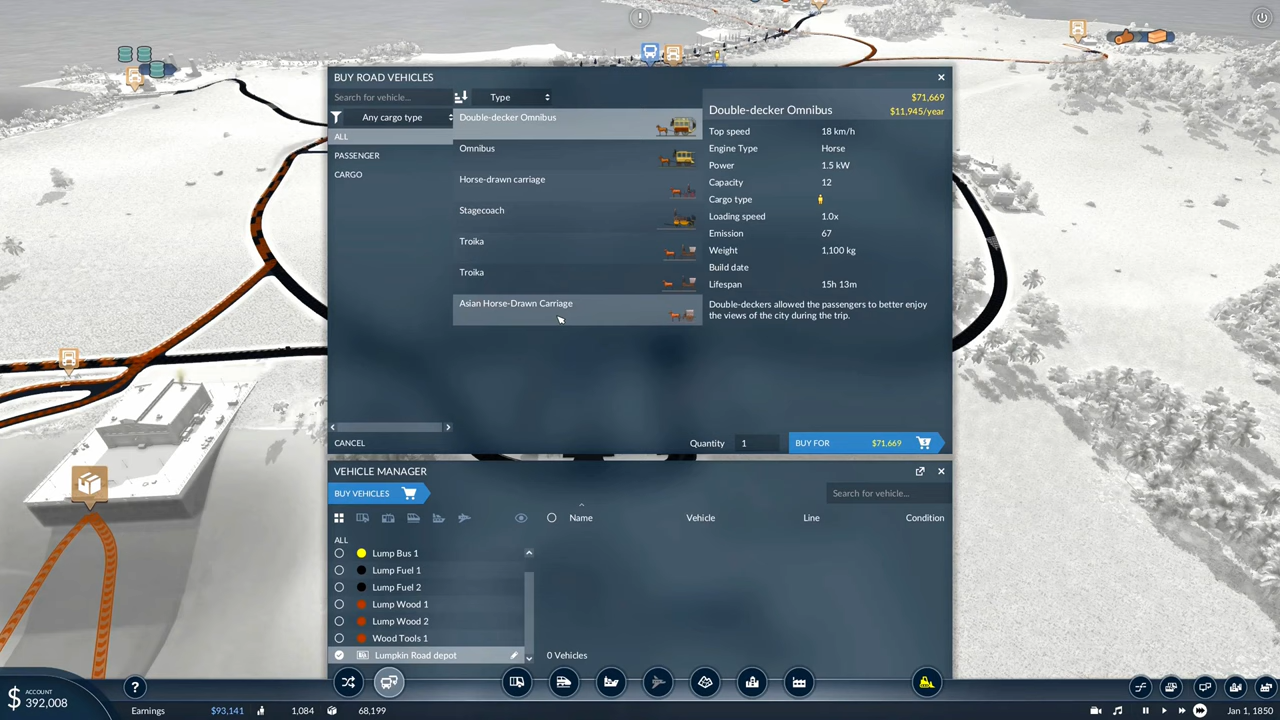 BUY ROAD VEHICLES
Search for vehicle...
Type
Any cargo type
ALL
PASSENGER
CARGO
Double-decker Omnibus
Omnibus
Horse-drawn carriage
Stagecoach
Troika
Troika
Asian Horse-Drawn Carriage
$71,669
Double-decker Omnibus
$11,945/year
Top speed 18 km/h
Engine Type Horse
Power 1.5 kW
Capacity 12
Cargo type
Loading speed 1.0x
Emission 67
Weight 1,100 kg
Build date
Lifespan 15h 13m
Double-deckers allowed the passengers to better enjoy
the views of the city during the trip.
CANCEL
Quantity 1
BUY FOR $71,669
VEHICLE MANAGER
BUY VEHICLES
Search for vehicle...
Name Vehicle Line Condition
ALL
Lump Bus 1
Lump Fuel 1
Lump Fuel 2
Lump Wood 1
Lump Wood 2
Wood Tools 1
Lumpkin Road depot
0 Vehicles
?
$ ACCOUNT
392,008
Earnings $93,141 1,084 68,199
Jan 1, 1850